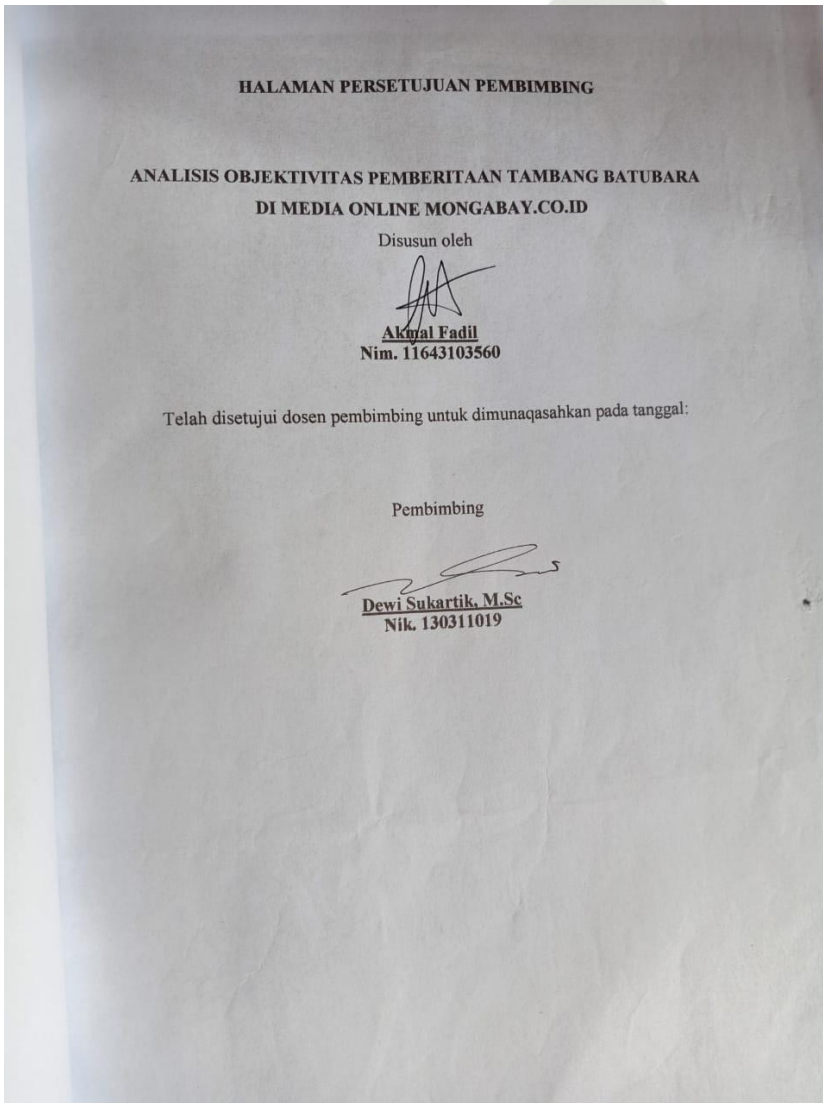 HALAMAN PERSETUJUAN PEMBIMBING
ANALISIS OBJEKTIVITAS PEMBERITAAN TAMBANG BATUBARA
DI MEDIA ONLINE MONGABAY.CO.ID
Disusun oleh
Akmal Fadil
Nim. 11643103560
Telah disetujui dosen pembimbing untuk dimunaqasahkan pada tanggal:
Pembimbing
Dewi Sukartik, M.Sc
Nik. 130311019